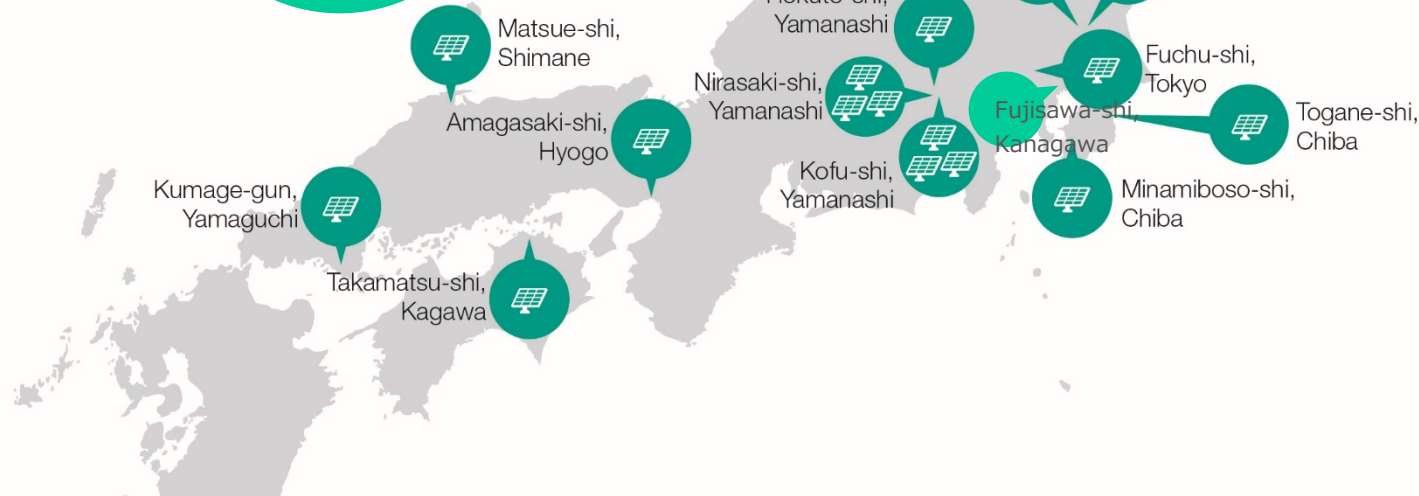 Matsue-shi,
Shimane
Yamanashi
Fuchu-shi,
Tokyo
Nirasaki-shi,
Yamanashi
Fujisawa-shi,
Kanagawa
Togane-shi,
Chiba
Amagasaki-shi,
Hyogo
Kofu-shi,
Yamanashi
Kumage-gun,
Yamaguchi
Minamiboso-shi,
Chiba
Takamatsu-shi,
Kagawa